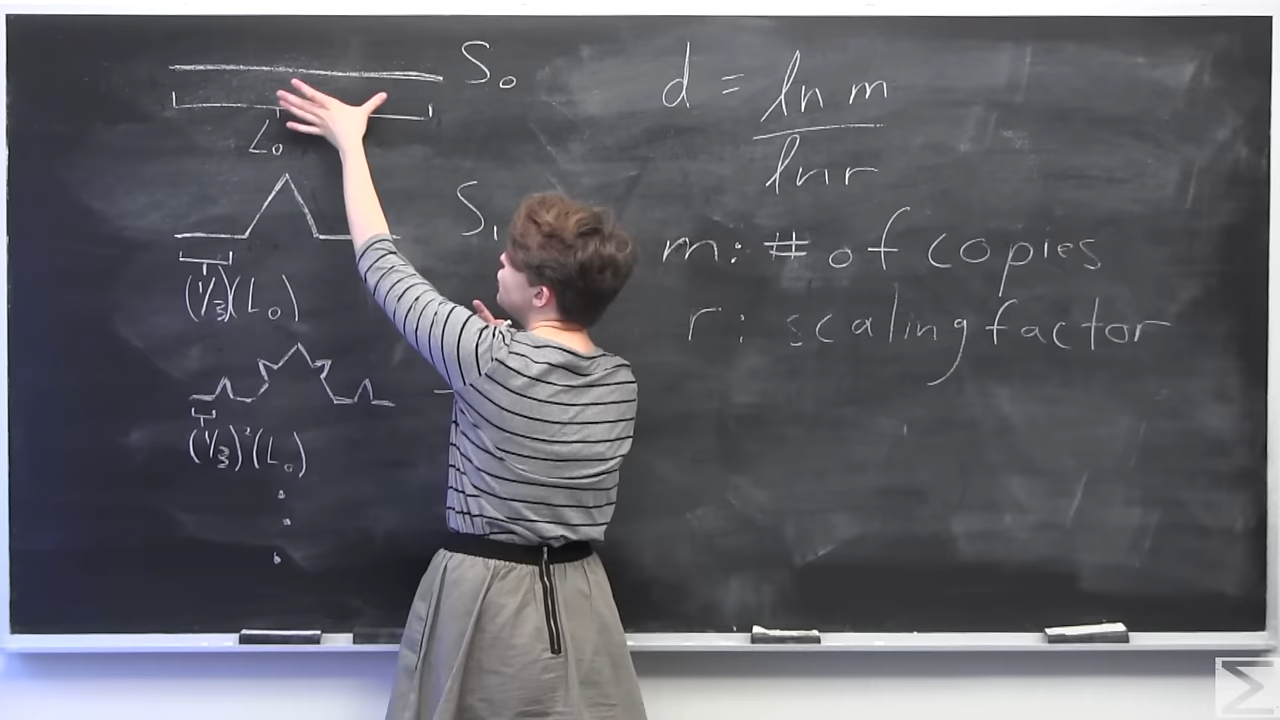 S₀
L₀
S₁
(1/3)(L₀)
(1/3)²(L₀)
d = ln m / ln r
m: # of copies
r: scaling factor
Σ